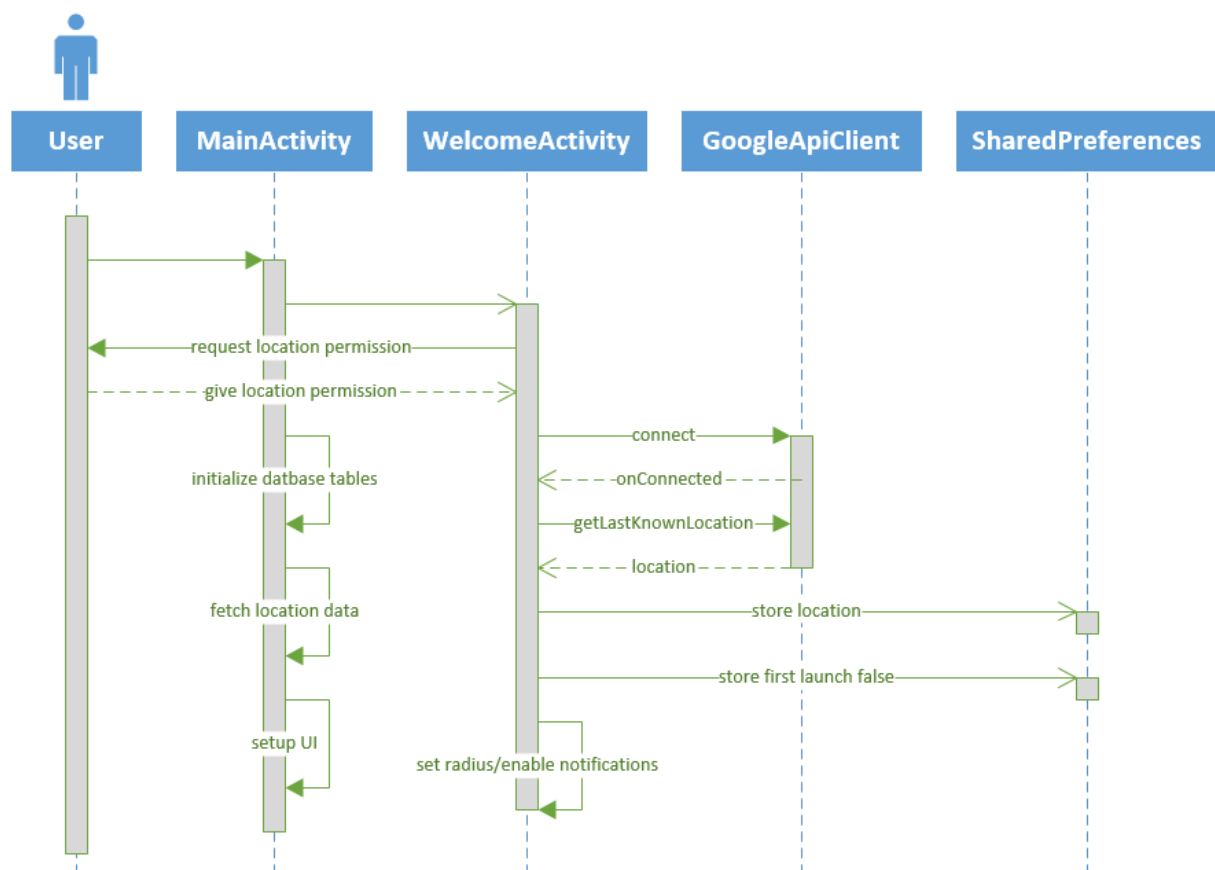 User
MainActivity
WelcomeActivity
GoogleApiClient
SharedPreferences
request location permission
give location permission
connect
initialize datbase tables
onConnected
getLastKnownLocation
location
fetch location data
store location
store first launch false
setup UI
set radius/enable notifications